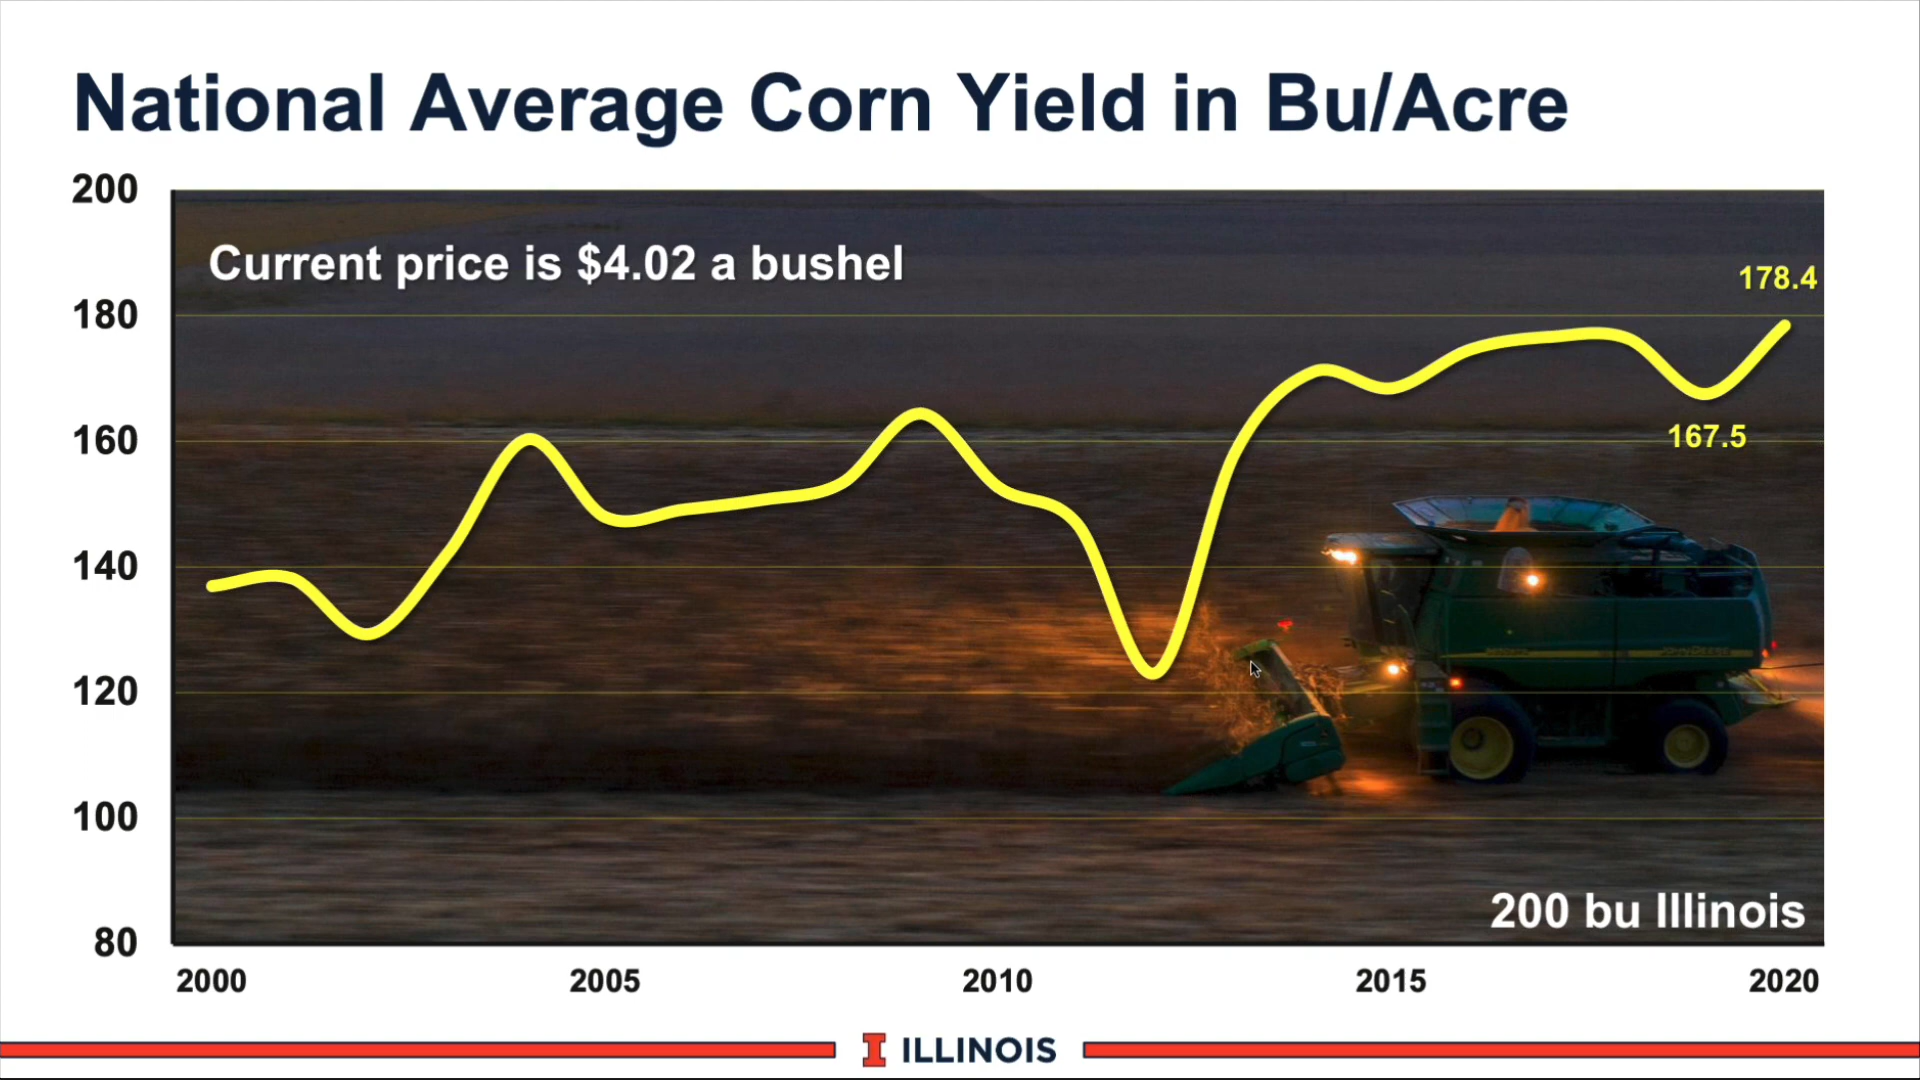 National Average Corn Yield in Bu/Acre
200
Current price is $4.02 a bushel
178.4
180
160
167.5
140
120
100
200 bu Illinois
80
2000 2005 2010 2015 2020
I ILLINOIS